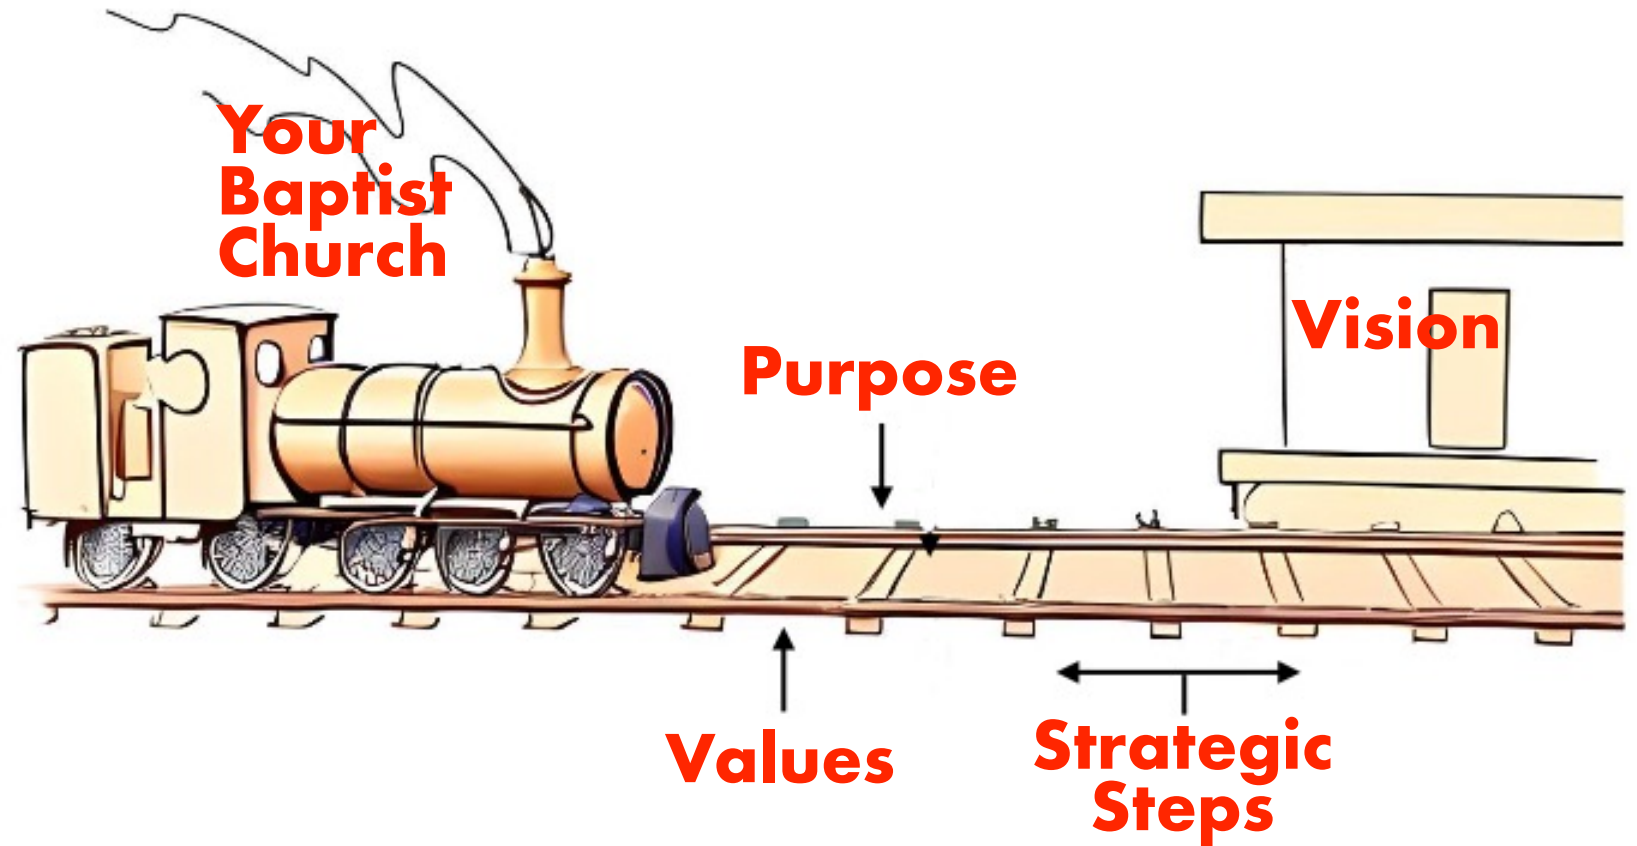 Your
Baptist
Church
Vision
Purpose
Values
Strategic
Steps